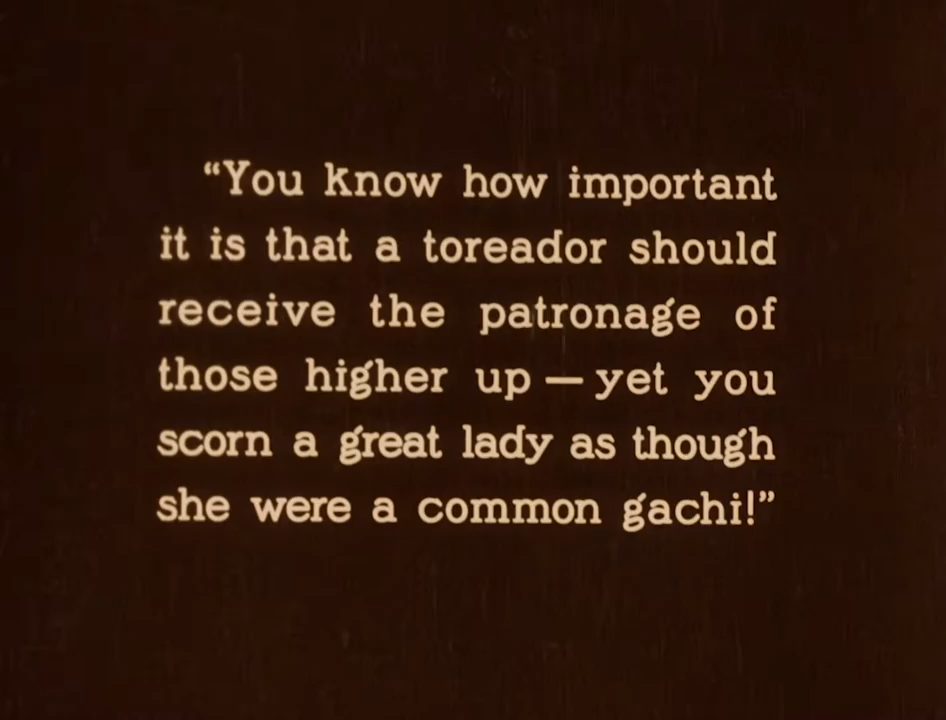 “You know how important
it is that a toreador should
receive the patronage of
those higher up — yet you
scorn a great lady as though
she were a common gachi!”